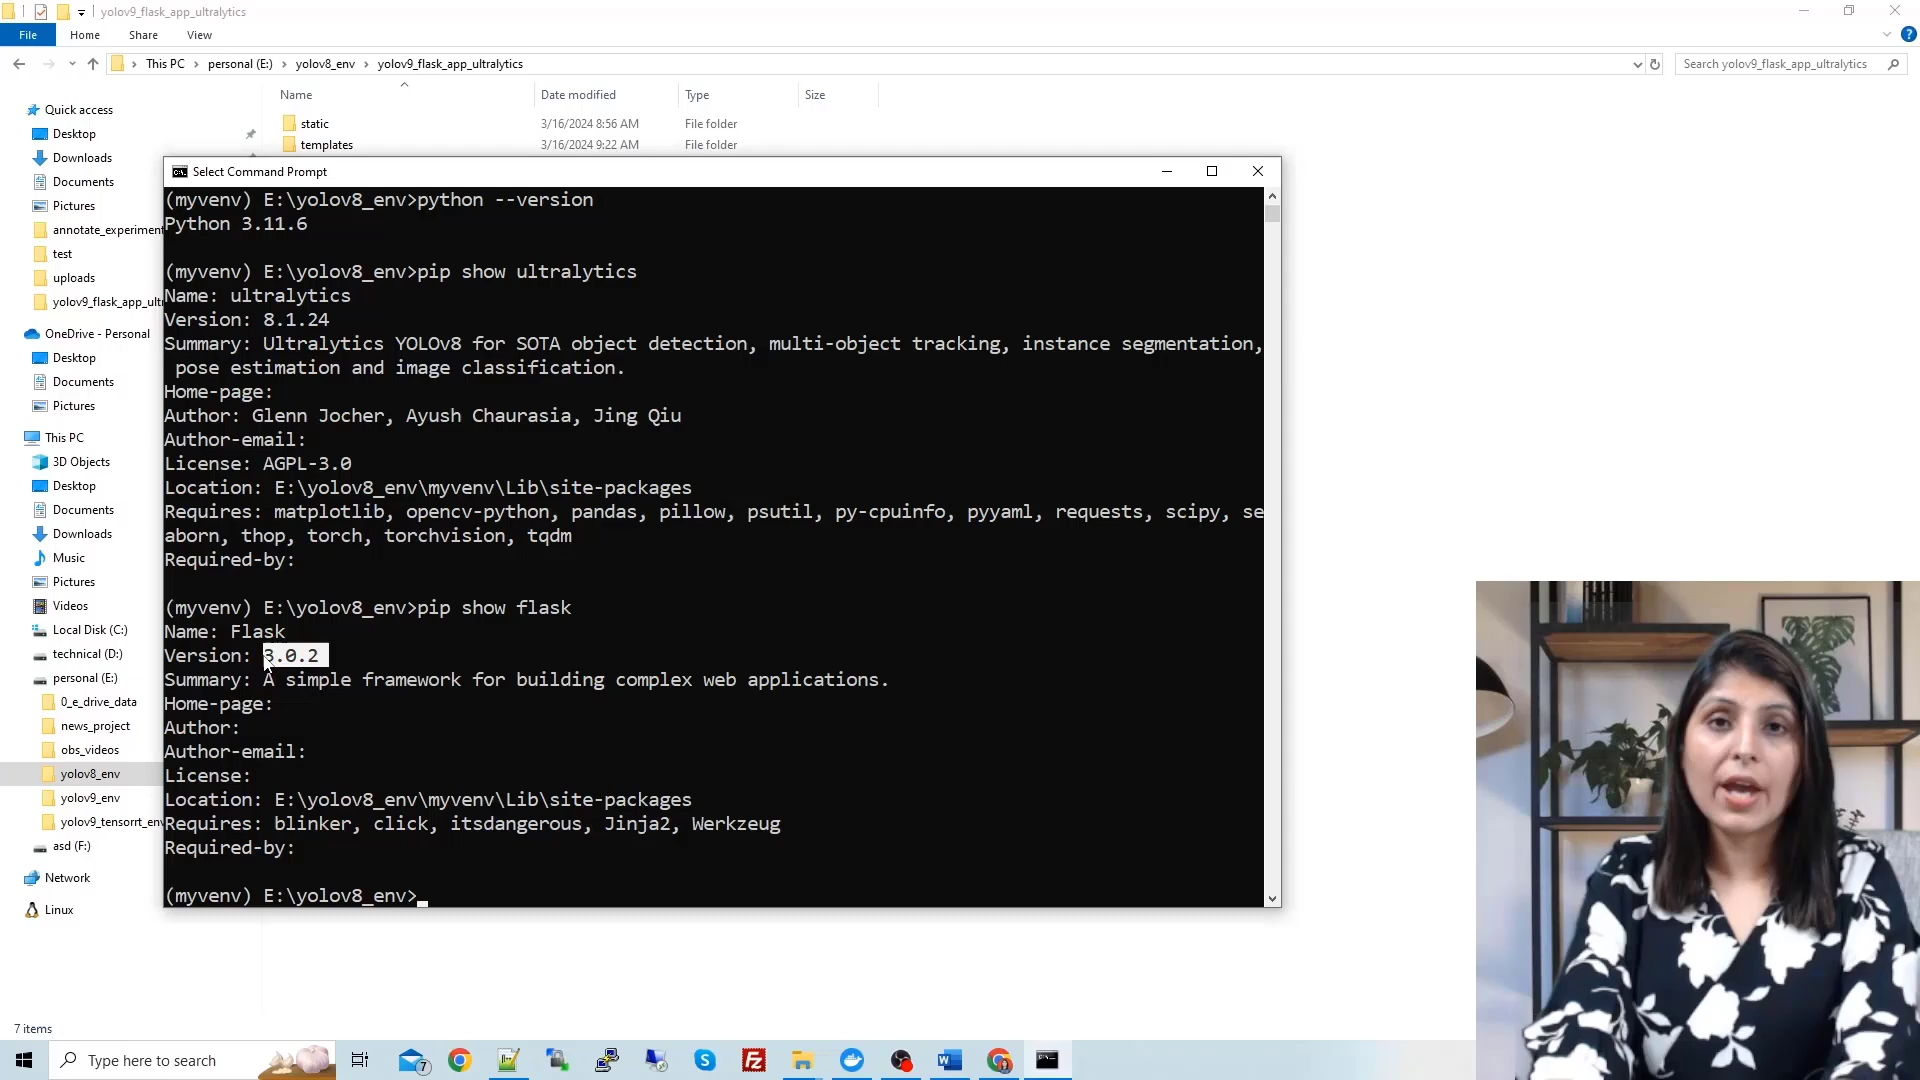 yolov9_flask_app_ultralytics
File Home Share View
This PC personal (E:) yolov8_env yolov9_flask_app_ultralytics
Search yolov9_flask_app_ultralytics
Name Date modified Type Size
static 3/16/2024 8:56 AM File folder
templates 3/16/2024 9:22 AM File folder
Quick access
Desktop
Downloads
Documents
Pictures
annotate_experiment
test
uploads
yolov9_flask_app_ultr
OneDrive - Personal
Desktop
Documents
Pictures
This PC
3D Objects
Desktop
Documents
Downloads
Music
Pictures
Videos
Local Disk (C:)
technical (D:)
personal (E:)
0_e_drive_data
news_project
obs_videos
yolov8_env
yolov9_env
yolov9_tensorrt_env
asd (F:)
Network
Linux
7 items
Select Command Prompt
(myvenv) E:\yolov8_env>python --version
Python 3.11.6
(myvenv) E:\yolov8_env>pip show ultralytics
Name: ultralytics
Version: 8.1.24
Summary: Ultralytics YOLOv8 for SOTA object detection, multi-object tracking, instance segmentation,
pose estimation and image classification.
Home-page:
Author: Glenn Jocher, Ayush Chaurasia, Jing Qiu
Author-email:
License: AGPL-3.0
Location: E:\yolov8_env\myvenv\Lib\site-packages
Requires: matplotlib, opencv-python, pandas, pillow, psutil, py-cpuinfo, pyyaml, requests, scipy, se
aborn, thop, torch, torchvision, tqdm
Required-by:
(myvenv) E:\yolov8_env>pip show flask
Name: Flask
Version: 3.0.2
Summary: A simple framework for building complex web applications.
Home-page:
Author:
Author-email:
License:
Location: E:\yolov8_env\myvenv\Lib\site-packages
Requires: blinker, click, itsdangerous, Jinja2, Werkzeug
Required-by:
(myvenv) E:\yolov8_env>
Type here to search
7